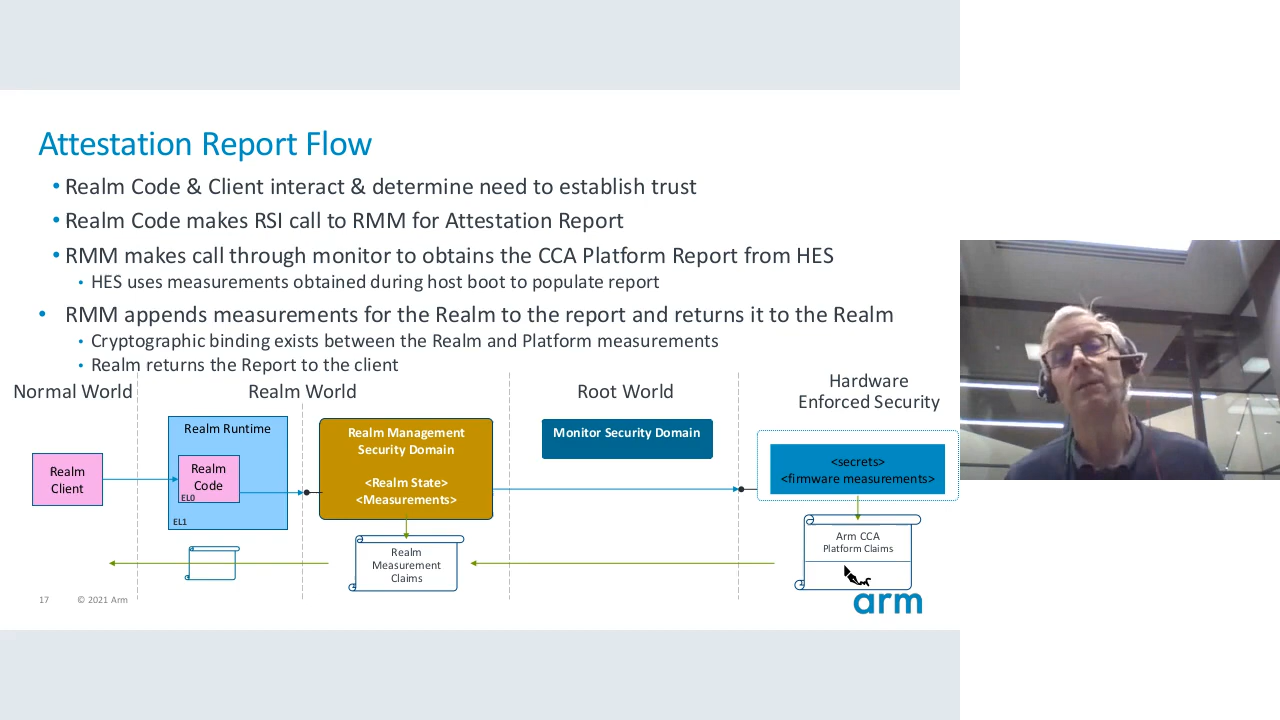 Attestation Report Flow
• Realm Code & Client interact & determine need to establish trust
• Realm Code makes RSI call to RMM for Attestation Report
• RMM makes call through monitor to obtains the CCA Platform Report from HES
• HES uses measurements obtained during host boot to populate report
• RMM appends measurements for the Realm to the report and returns it to the Realm
• Cryptographic binding exists between the Realm and Platform measurements
• Realm returns the Report to the client
Normal World
Realm World
Root World
Hardware
Enforced Security
Realm
Client
Realm Runtime
Realm
Code
EL0
EL1
Realm Management
Security Domain
<Realm State>
<Measurements>
Monitor Security Domain
<secrets>
<firmware measurements>
Realm
Measurement
Claims
Arm CCA
Platform Claims
17
© 2021 Arm
arm